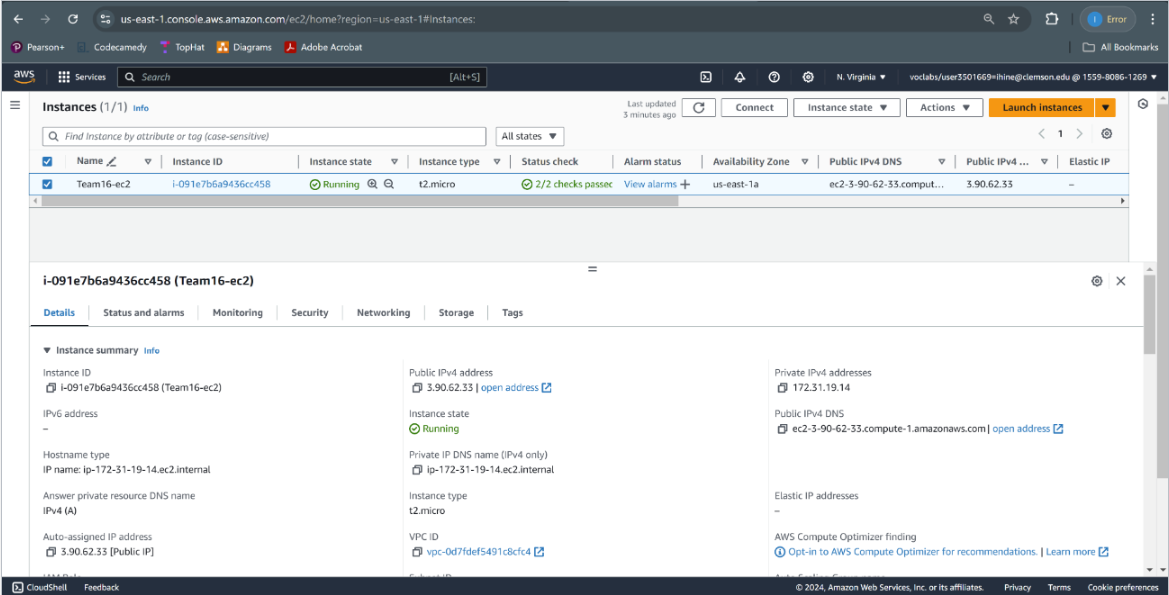 us-east-1.console.aws.amazon.com/ec2/home?region=us-east-1#Instances:
Error
Pearson+ Codecamedy TopHat Diagrams Adobe Acrobat All Bookmarks
aws Services Search [Alt+S] N. Virginia voclabs/user3501669=ihine@clemson.edu @ 1559-8086-1269
Instances (1/1) Info
Last updated
3 minutes ago
Connect Instance state Actions Launch instances
Find Instance by attribute or tag (case-sensitive) All states 1
Name Instance ID Instance state Instance type Status check Alarm status Availability Zone Public IPv4 DNS Public IPv4 ... Elastic IP
Team16-ec2 i-091e7b6a9436cc458 Running t2.micro 2/2 checks passec View alarms us-east-1a ec2-3-90-62-33.comput... 3.90.62.33 –
i-091e7b6a9436cc458 (Team16-ec2)
Details Status and alarms Monitoring Security Networking Storage Tags
Instance summary Info
Instance ID Public IPv4 address Private IPv4 addresses
i-091e7b6a9436cc458 (Team16-ec2) 3.90.62.33 | open address 172.31.19.14
IPv6 address Instance state Public IPv4 DNS
– Running ec2-3-90-62-33.compute-1.amazonaws.com | open address
Hostname type Private IP DNS name (IPv4 only)
IP name: ip-172-31-19-14.ec2.internal ip-172-31-19-14.ec2.internal
Answer private resource DNS name Instance type Elastic IP addresses
IPv4 (A) t2.micro –
Auto-assigned IP address VPC ID AWS Compute Optimizer finding
3.90.62.33 [Public IP] vpc-0d7fdef5491c8cfc4 Opt-in to AWS Compute Optimizer for recommendations. | Learn more
CloudShell Feedback © 2024, Amazon Web Services, Inc. or its affiliates. Privacy Terms Cookie preferences